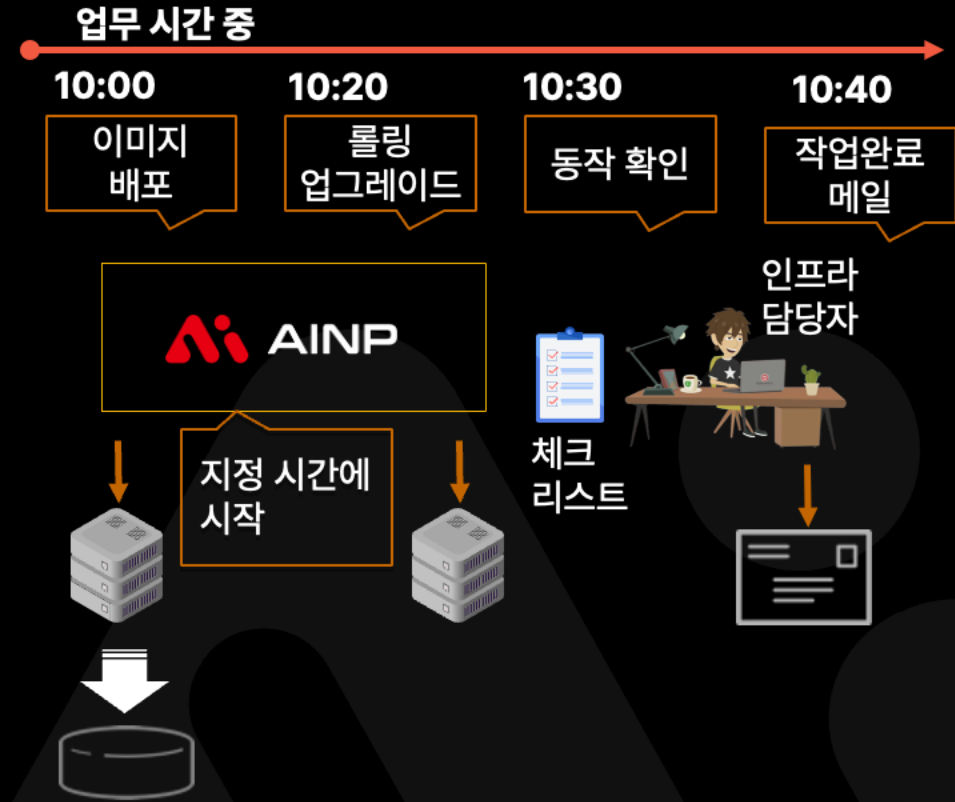 업무 시간 중
10:00
10:20
10:30
10:40
이미지
배포
롤링
업그레이드
동작 확인
작업완료
메일
AINP
지정 시간에
시작
체크
리스트
인프라
담당자